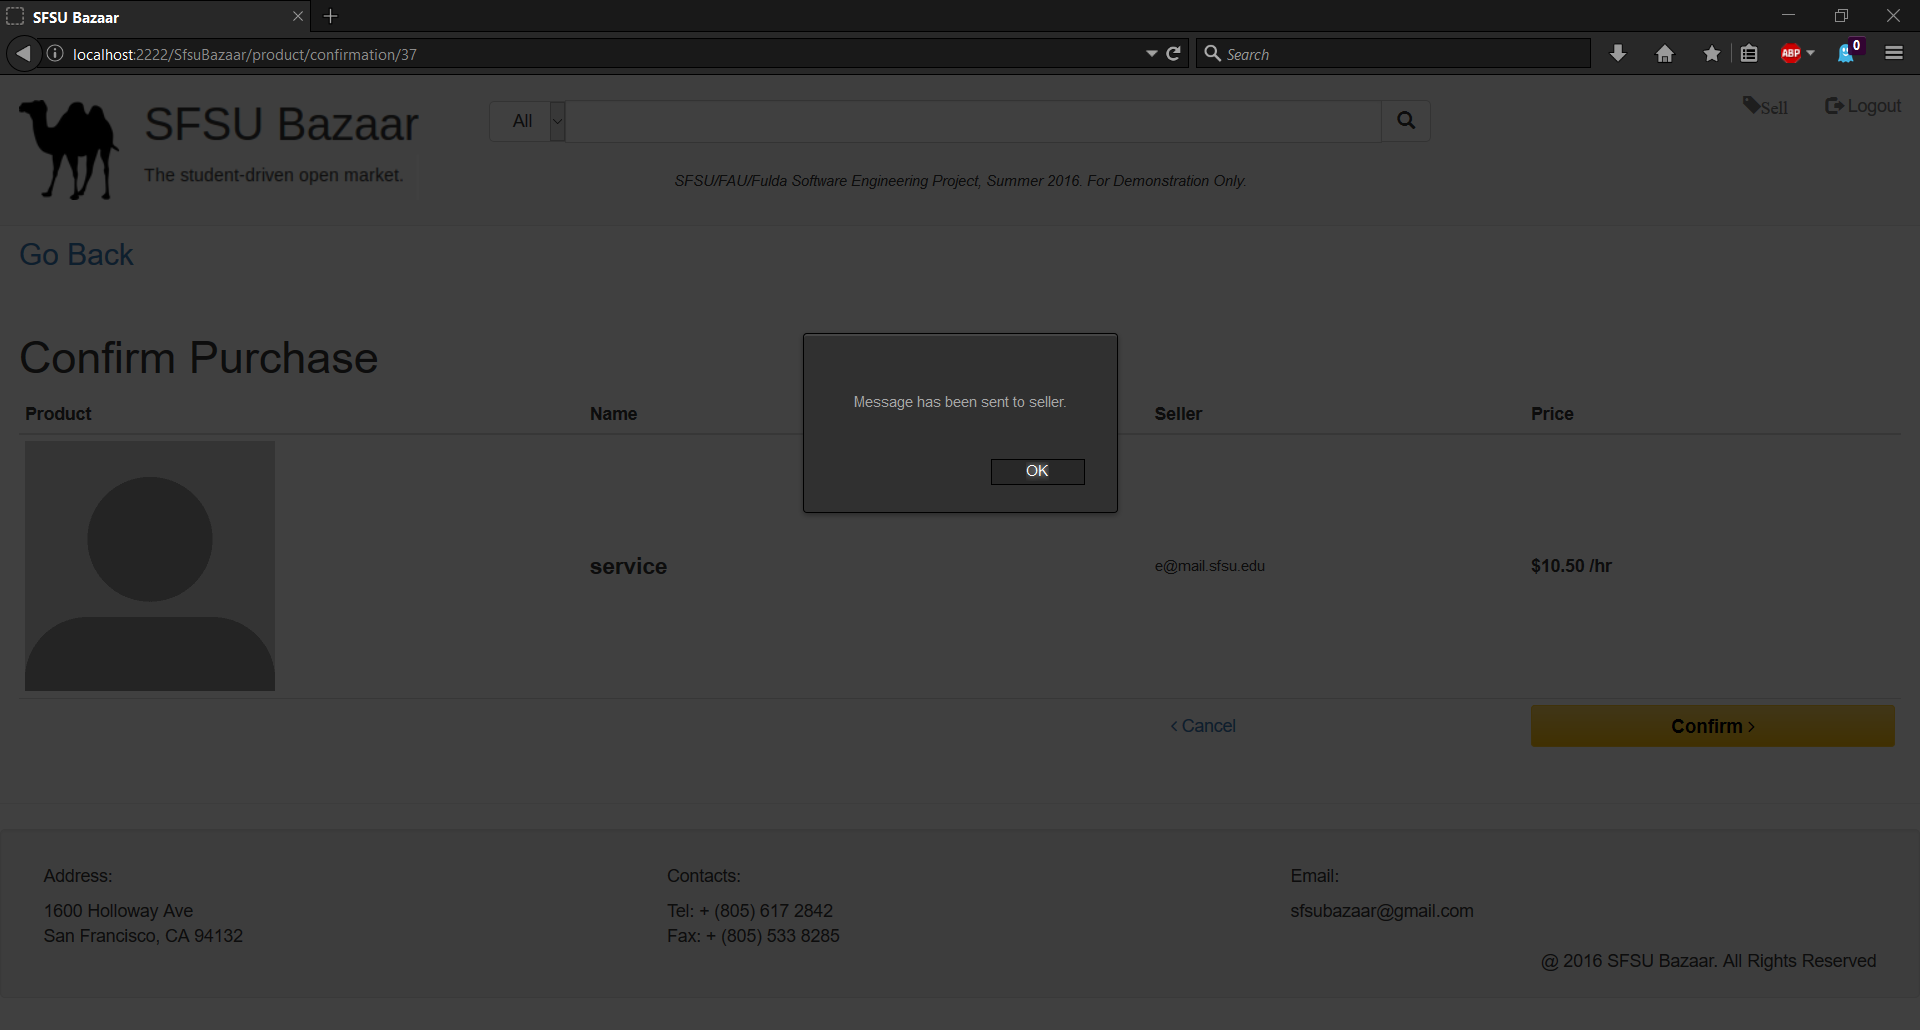 SFSU Bazaar
localhost:2222/SfsuBazaar/product/confirmation/37
Search
ABP
0
SFSU Bazaar
The student-driven open market.
All
Sell
Logout
SFSU/FAU/Fulda Software Engineering Project, Summer 2016. For Demonstration Only.
Go Back
Confirm Purchase
Message has been sent to seller.
OK
Product Name Seller Price
service e@mail.sfsu.edu $10.50 /hr
‹ Cancel
Confirm ›
Address:
1600 Holloway Ave
San Francisco, CA 94132
Contacts:
Tel: + (805) 617 2842
Fax: + (805) 533 8285
Email:
sfsubazaar@gmail.com
@ 2016 SFSU Bazaar. All Rights Reserved